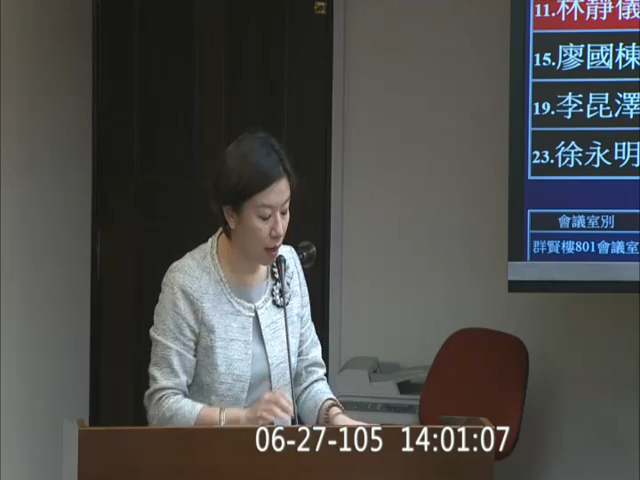 11.林靜儀
15.廖國棟
19.李昆澤
23.徐永明
會議室別
群賢樓801會議室
06-27-105 14:01:07